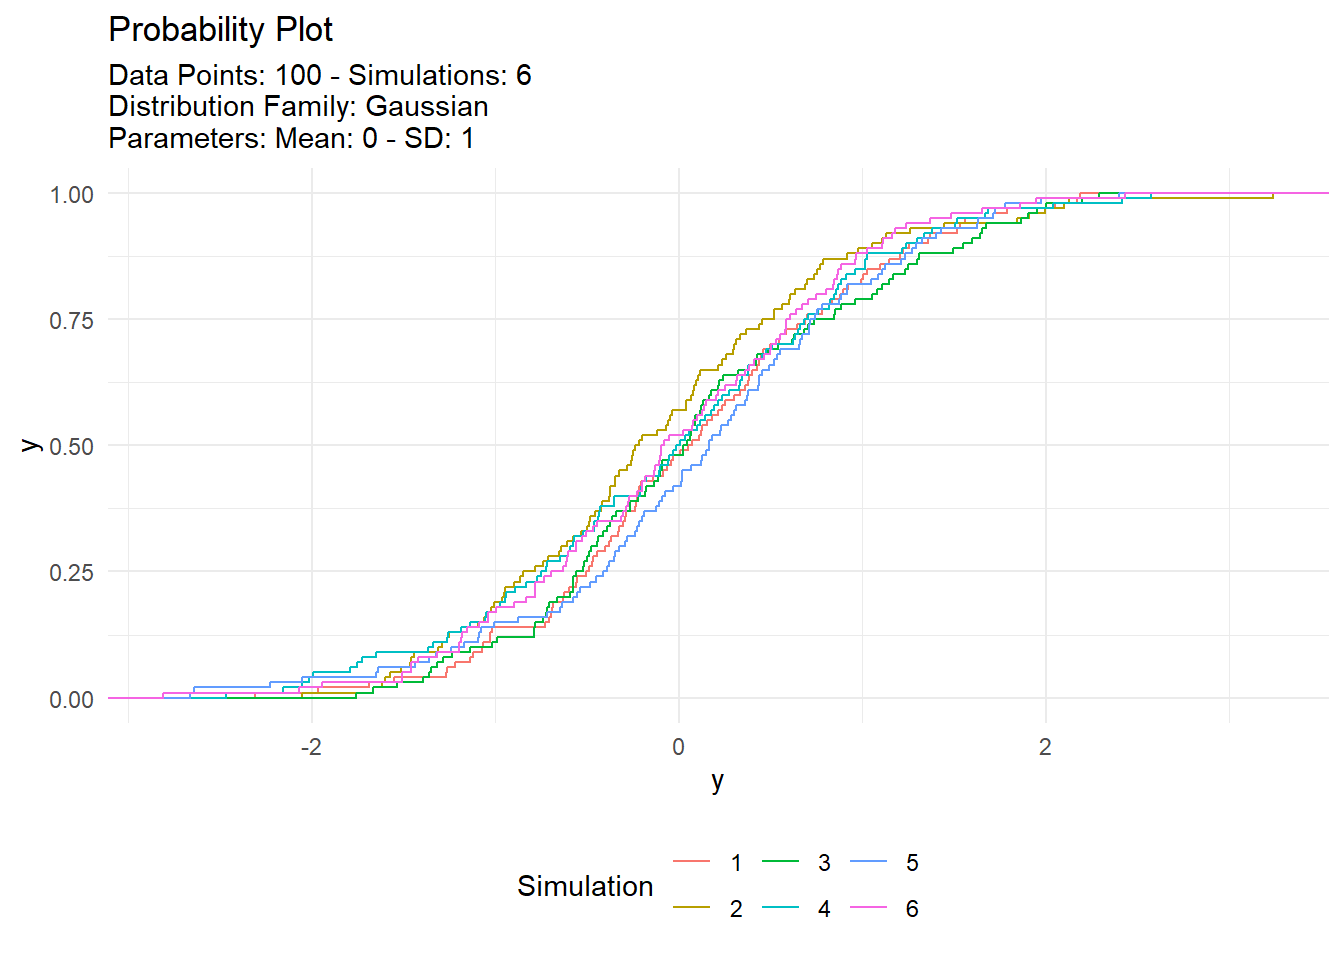 Probability Plot
Data Points: 100 - Simulations: 6
Distribution Family: Gaussian
Parameters: Mean: 0 - SD: 1
1.00
0.75
0.50
0.25
0.00
y
-2 0 2
y
Simulation
1 3 5
2 4 6